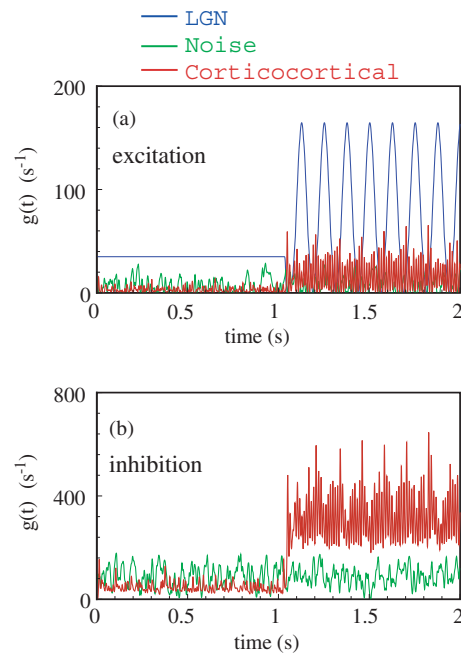 LGN
Noise
Corticocortical
(a)
excitation
g(t) (s⁻¹)
200
100
0
0 0.5 1 1.5 2
time (s)
(b)
inhibition
g(t) (s⁻¹)
800
400
0
0 0.5 1 1.5 2
time (s)